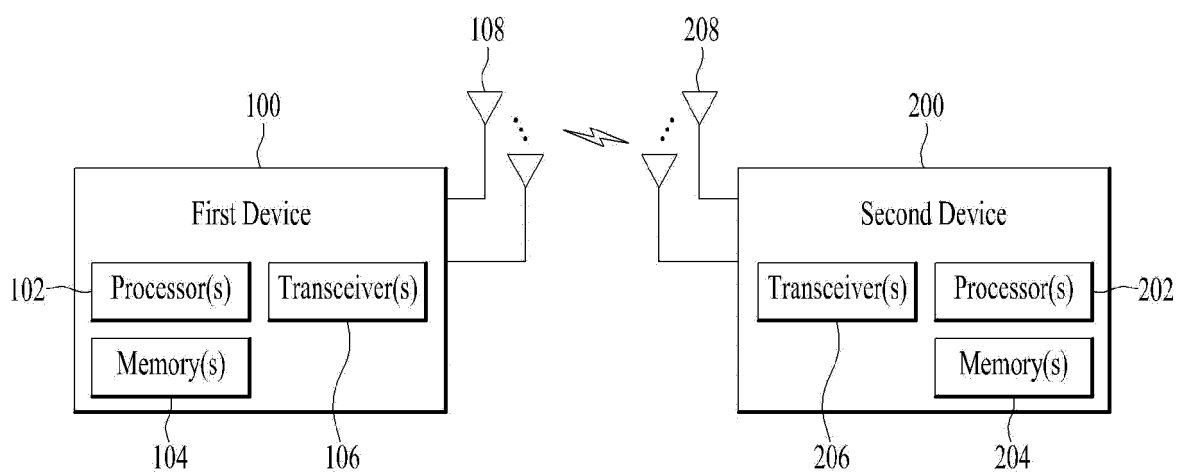 108
208
100
200
First Device
Second Device
102
Processor(s)
Transceiver(s)
Transceiver(s)
Processor(s)
202
Memory(s)
Memory(s)
104
106
206
204